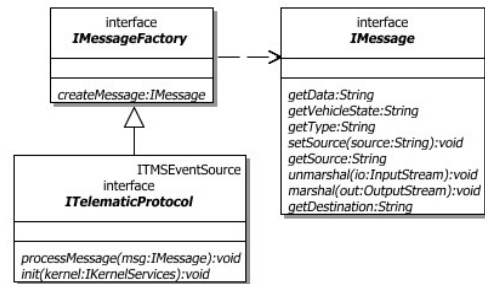 interface
IMessageFactory
createMessage:IMessage
interface
IMessage
getData:String
getVehicleState:String
getType:String
setSource(source:String):void
getSource:String
unmarshal(io:InputStream):void
marshal(out:OutputStream):void
getDestination:String
ITMSEventSource
interface
ITelematicProtocol
processMessage(msg:IMessage):void
init(kernel:IKernelServices):void